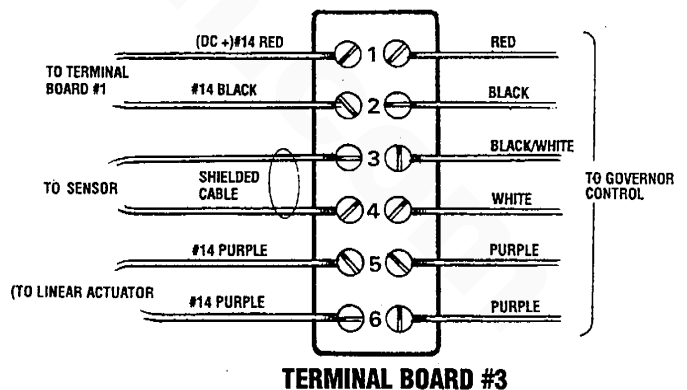 (DC +)#14 RED
1
RED
TO TERMINAL
BOARD #1
#14 BLACK
2
BLACK
3
BLACK/WHITE
TO SENSOR
SHIELDED
CABLE
TO GOVERNOR
CONTROL
4
WHITE
#14 PURPLE
5
PURPLE
(TO LINEAR ACTUATOR
#14 PURPLE
6
PURPLE
TERMINAL BOARD #3